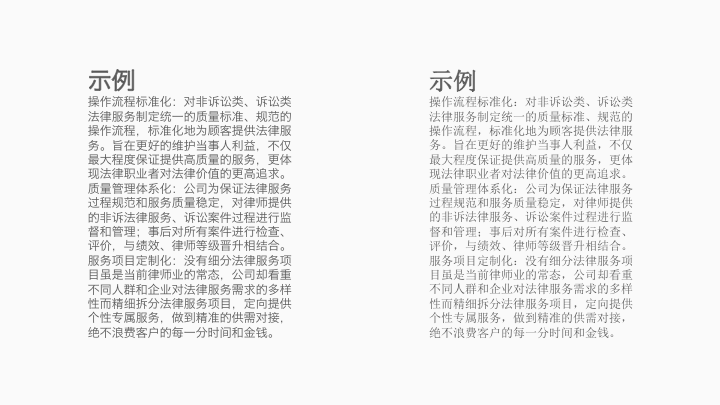 示例
操作流程标准化：对非诉讼类、诉讼类
法律服务制定统一的质量标准、规范的
操作流程，标准化地为顾客提供法律服
务。旨在更好的维护当事人利益，不仅
最大程度保证提供高质量的服务，更体
现法律职业者对法律价值的更高追求。
质量管理体系化：公司为保证法律服务
过程规范和服务质量稳定，对律师提供
的非诉法律服务、诉讼案件过程进行监
督和管理；事后对所有案件进行检查、
评价，与绩效、律师等级晋升相结合。
服务项目定制化：没有细分法律服务项
目虽是当前律师业的常态，公司却看重
不同人群和企业对法律服务需求的多样
性而精细拆分法律服务项目，定向提供
个性专属服务，做到精准的供需对接，
绝不浪费客户的每一分时间和金钱。
示例
操作流程标准化：对非诉讼类、诉讼类
法律服务制定统一的质量标准、规范的
操作流程，标准化地为顾客提供法律服
务。旨在更好的维护当事人利益，不仅
最大程度保证提供高质量的服务，更体
现法律职业者对法律价值的更高追求。
质量管理体系化：公司为保证法律服务
过程规范和服务质量稳定，对律师提供
的非诉法律服务、诉讼案件过程进行监
督和管理；事后对所有案件进行检查、
评价，与绩效、律师等级晋升相结合。
服务项目定制化：没有细分法律服务项
目虽是当前律师业的常态，公司却看重
不同人群和企业对法律服务需求的多样
性而精细拆分法律服务项目，定向提供
个性专属服务，做到精准的供需对接，
绝不浪费客户的每一分时间和金钱。